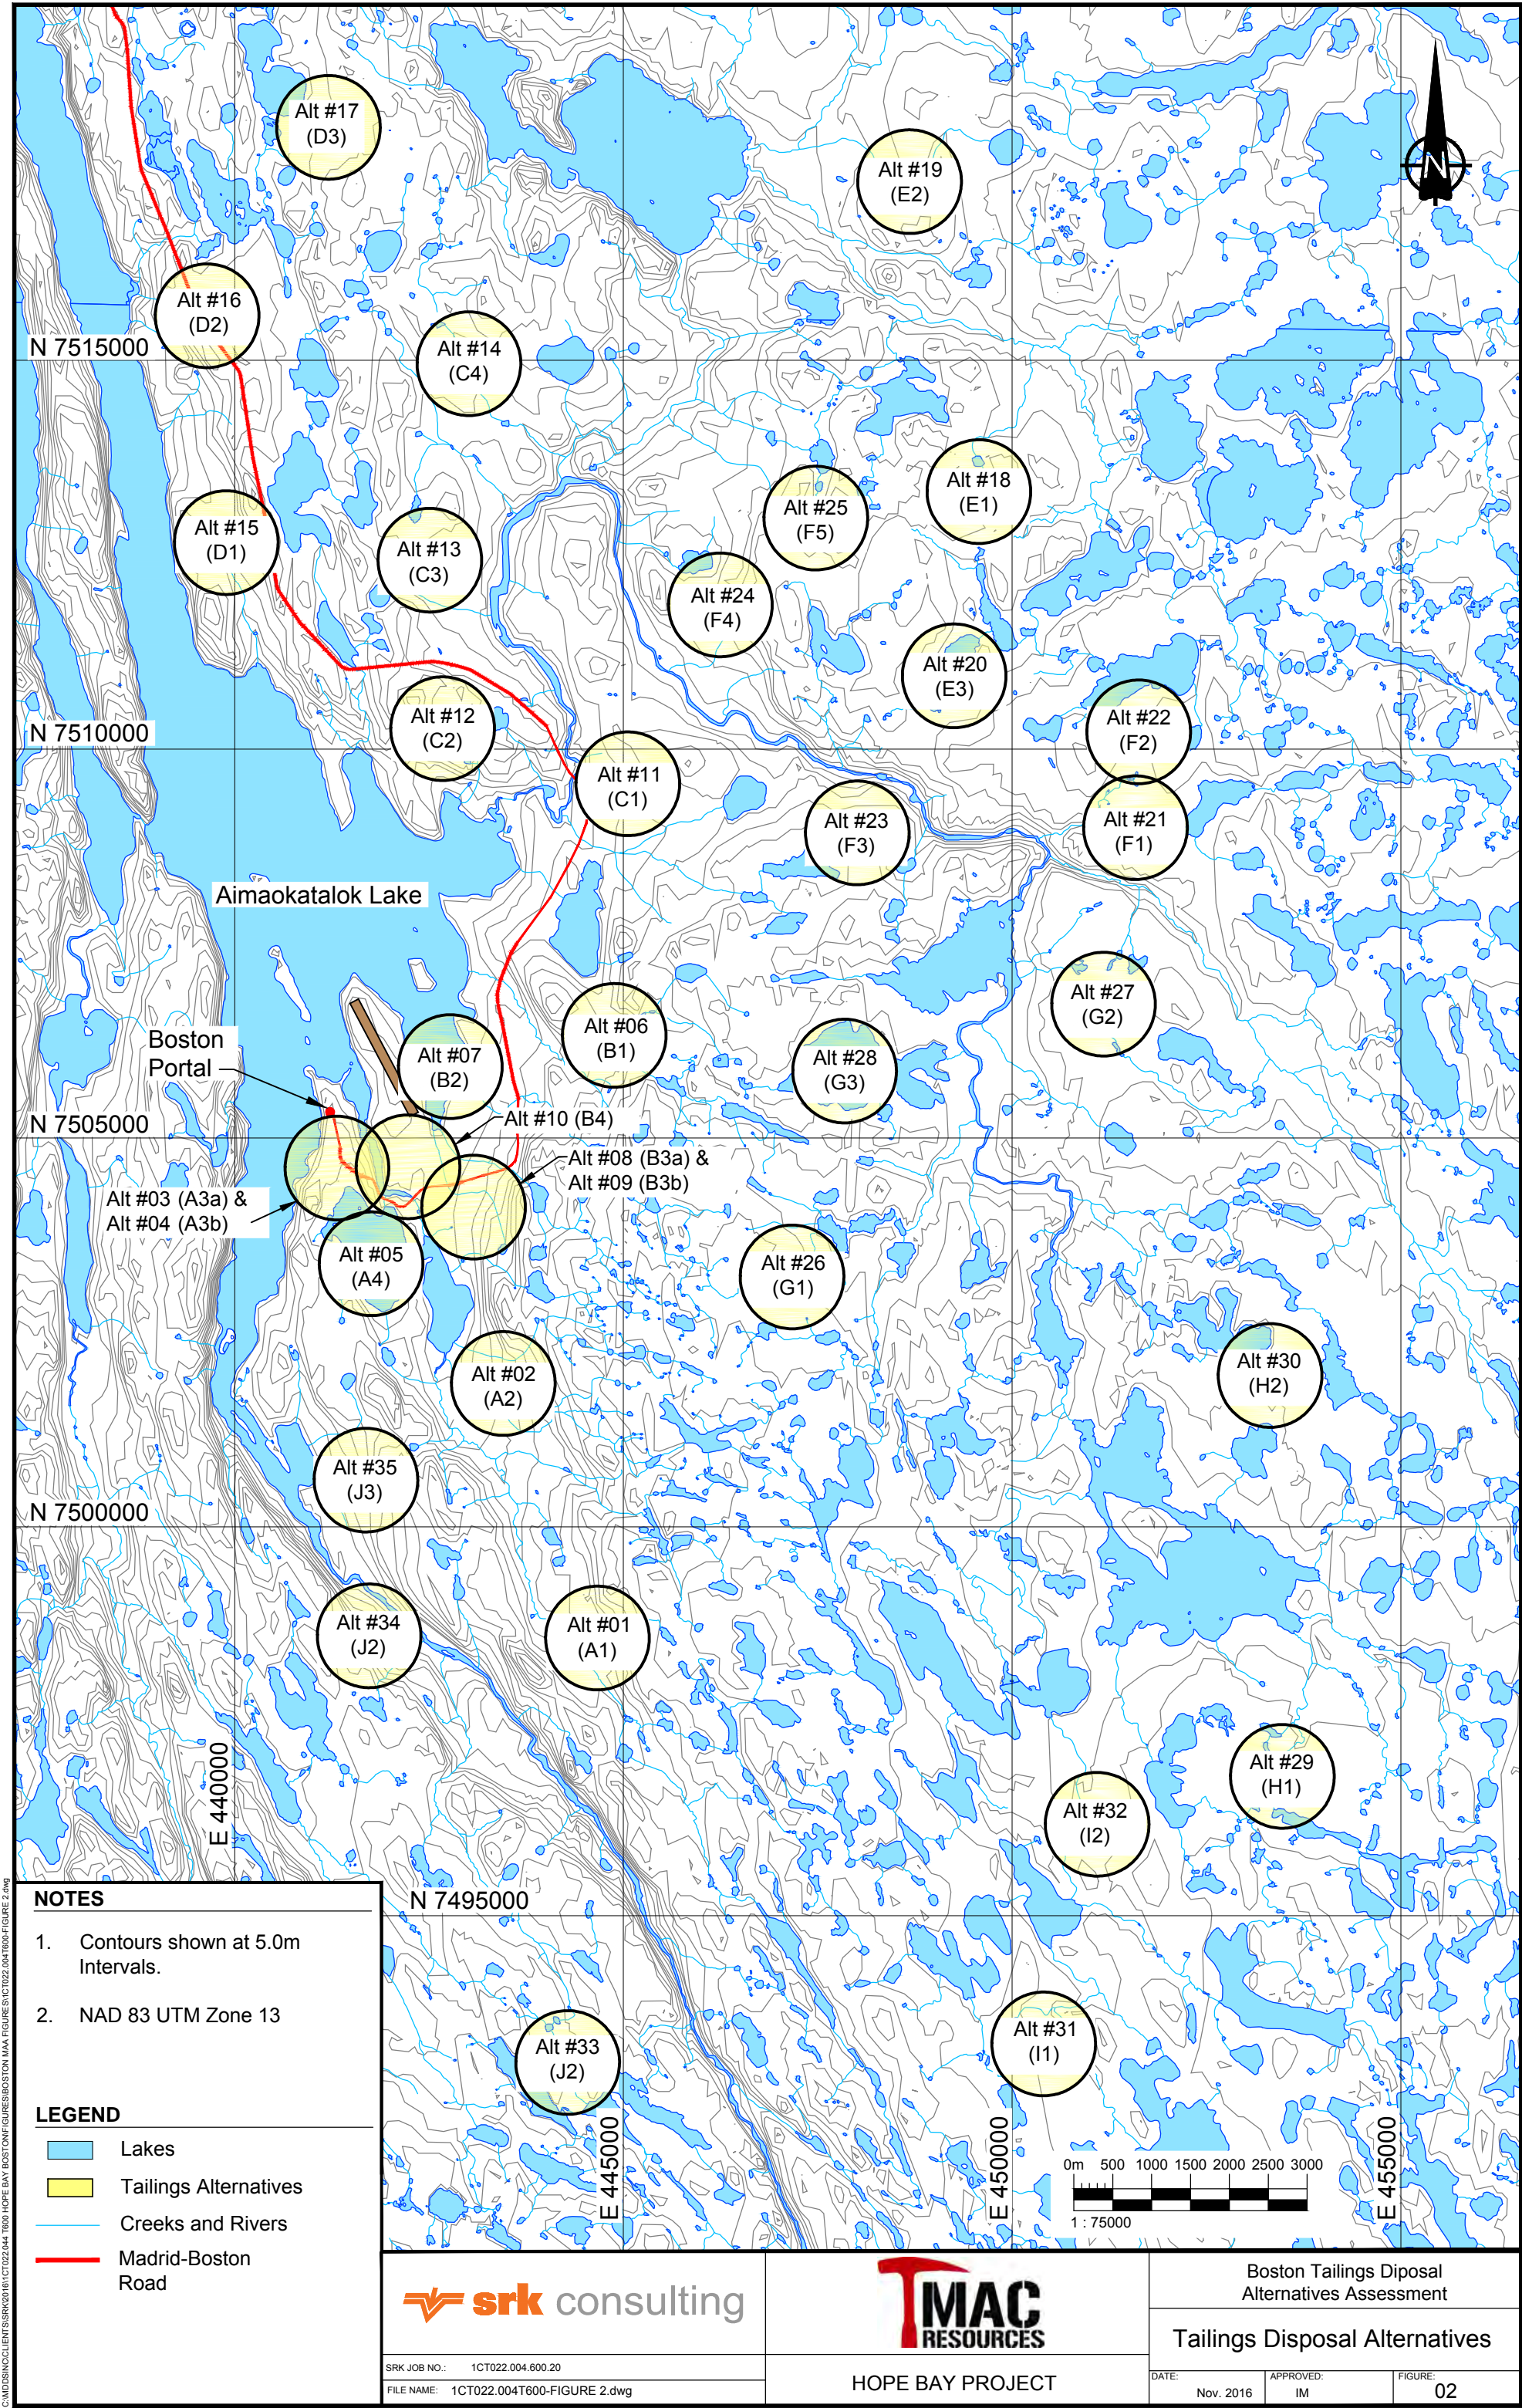 Alt #17
(D3)
Alt #19
(E2)
N
Alt #16
(D2)
N 7515000
Alt #14
(C4)
Alt #18
(E1)
Alt #25
(F5)
Alt #15
(D1)
Alt #13
(C3)
Alt #24
(F4)
Alt #20
(E3)
Alt #12
(C2)
Alt #22
(F2)
N 7510000
Alt #11
(C1)
Alt #23
(F3)
Alt #21
(F1)
Aimaokatalok Lake
Alt #27
(G2)
Alt #06
(B1)
Boston
Portal
Alt #07
(B2)
Alt #28
(G3)
N 7505000
Alt #10 (B4)
Alt #08 (B3a) &
Alt #09 (B3b)
Alt #03 (A3a) &
Alt #04 (A3b)
Alt #05
(A4)
Alt #26
(G1)
Alt #02
(A2)
Alt #30
(H2)
Alt #35
(J3)
N 7500000
Alt #34
(J2)
Alt #01
(A1)
Alt #29
(H1)
E 440000
Alt #32
(I2)
N 7495000
Alt #31
(I1)
Alt #33
(J2)
E 445000
E 450000
E 455000
0m 500 1000 1500 2000 2500 3000
1 : 75000
NOTES
1. Contours shown at 5.0m
Intervals.
2. NAD 83 UTM Zone 13
LEGEND
Lakes
Tailings Alternatives
Creeks and Rivers
Madrid-Boston
Road
srk consulting
SRK JOB NO.: 1CT022.004.600.20
FILE NAME: 1CT022.004T600-FIGURE 2.dwg
TMAC
RESOURCES
HOPE BAY PROJECT
Boston Tailings Diposal
Alternatives Assessment
Tailings Disposal Alternatives
DATE: Nov. 2016
APPROVED: IM
FIGURE: 02